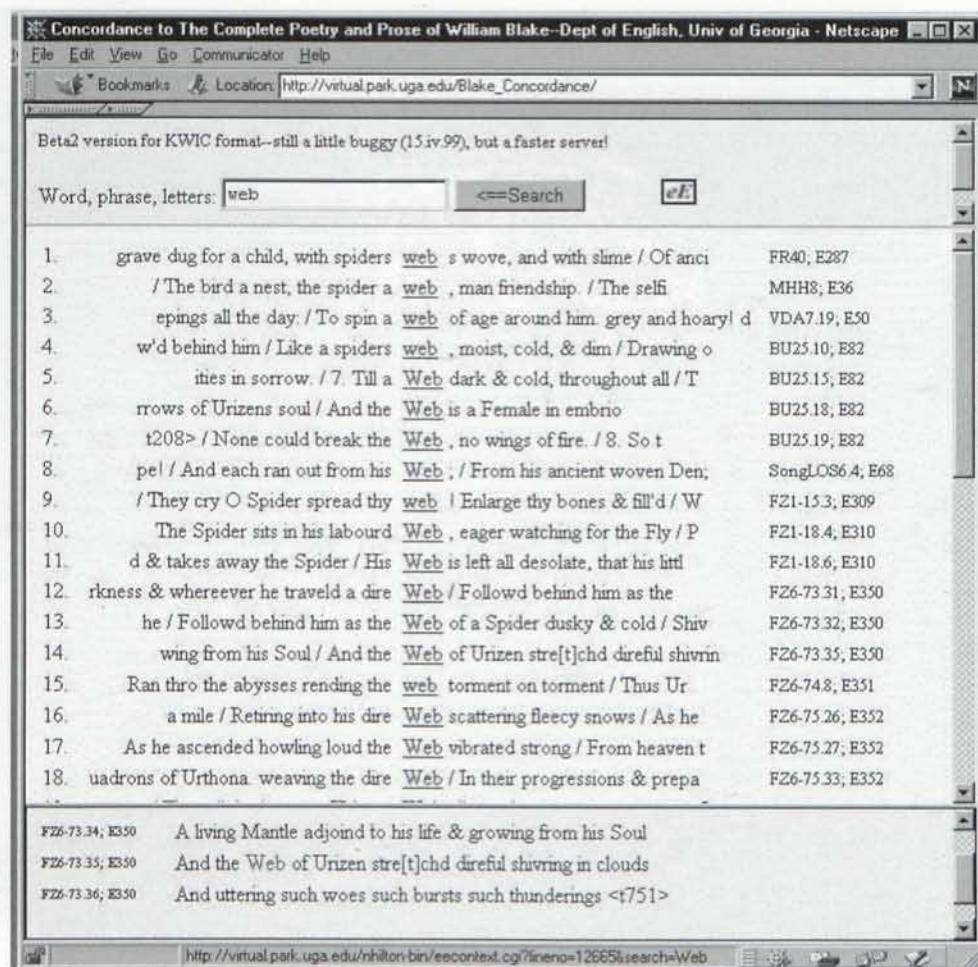 Concordance to The Complete Poetry and Prose of William Blake--Dept of English, Univ of Georgia - Netscape
File Edit View Go Communicator Help
Bookmarks Location: http://virtual.park.uga.edu/Blake_Concordance/
Beta2 version for KWIC format--still a little buggy (15.iv.99), but a faster server!
Word, phrase, letters: web <==Search eE
1. grave dug for a child, with spiders web s wove, and with slime / Of anci FR40; E287
2. / The bird a nest, the spider a web , man friendship. / The selfi MHH8; E36
3. epings all the day: / To spin a web of age around him. grey and hoary! d VDA7.19; E50
4. w'd behind him / Like a spiders web , moist, cold, & dim / Drawing o BU25.10; E82
5. ities in sorrow. / 7. Till a Web dark & cold, throughout all / T BU25.15; E82
6. rrows of Urizens soul / And the Web is a Female in embrio BU25.18; E82
7. t208> / None could break the Web , no wings of fire. / 8. So t BU25.19; E82
8. pe! / And each ran out from his Web ; / From his ancient woven Den; SongLOS6.4; E68
9. / They cry O Spider spread thy web ! Enlarge thy bones & fill'd / W FZ1-15.3; E309
10. The Spider sits in his labourd Web , eager watching for the Fly / P FZ1-18.4; E310
11. d & takes away the Spider / His Web is left all desolate, that his littl FZ1-18.6; E310
12. rkness & whereever he traveld a dire Web / Followd behind him as the FZ6-73.31; E350
13. he / Followd behind him as the Web of a Spider dusky & cold / Shiv FZ6-73.32; E350
14. wing from his Soul / And the Web of Urizen stre[t]chd direful shivrin FZ6-73.35; E350
15. Ran thro the abysses rending the web torment on torment / Thus Ur FZ6-74.8; E351
16. a mile / Retiring into his dire Web scattering fleecy snows / As he FZ6-75.26; E352
17. As he ascended howling loud the Web vibrated strong / From heaven t FZ6-75.27; E352
18. uadrons of Urthona. weaving the dire Web / In their progressions & prepa FZ6-75.33; E352
FZ6-73.34; E350 A living Mantle adjoind to his life & growing from his Soul
FZ6-73.35; E350 And the Web of Urizen stre[t]chd direful shivring in clouds
FZ6-73.36; E350 And uttering such woes such bursts such thunderings <t751>
http://virtual.park.uga.edu/nhilton-bin/eecontext.cgi?lineno=12665&search=Web